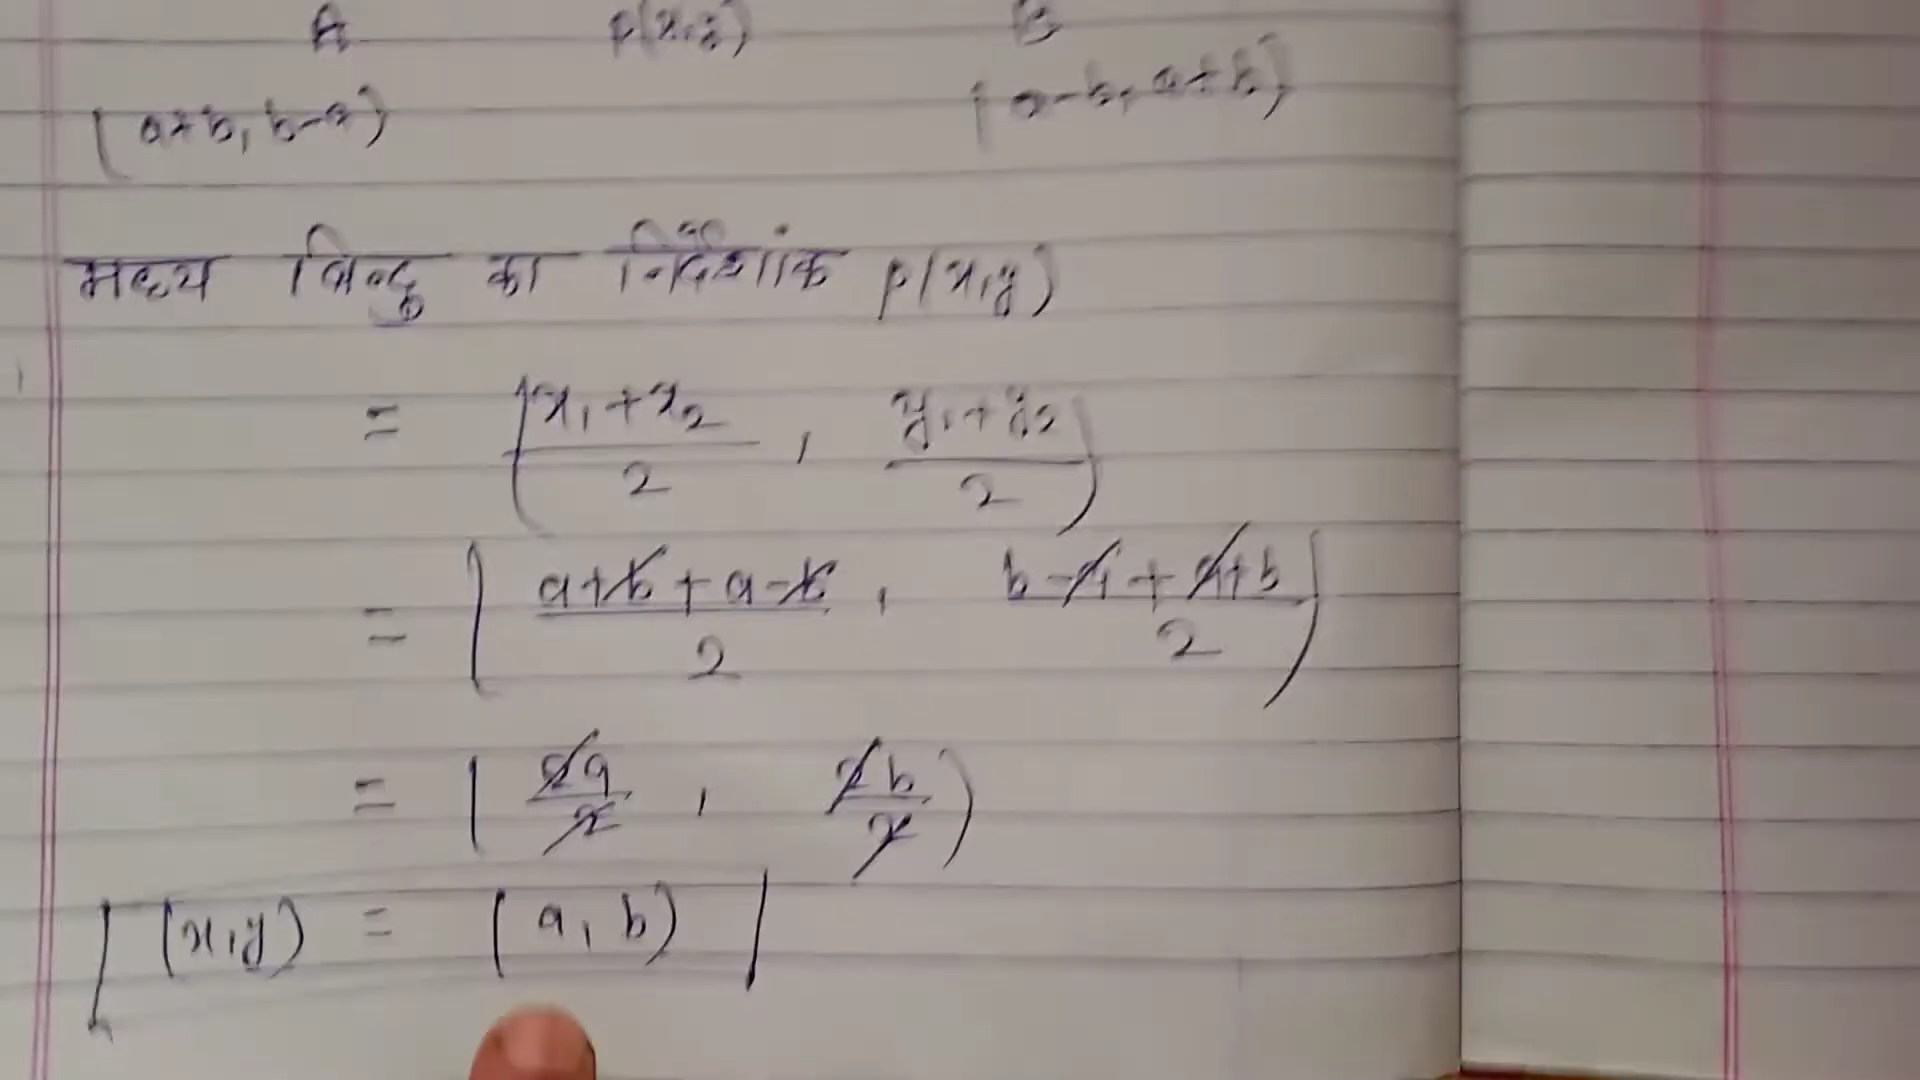 A P(x,y) B
(a+b, b-a) (a-b, a+b)
मध्य बिन्दु का निर्देशांक P(x,y)
= (x₁+x₂/2 , y₁+y₂/2)
= (a+b+a-b/2 , b-a+a+b/2)
= (2a/2 , 2b/2)
(x,y) = (a, b)